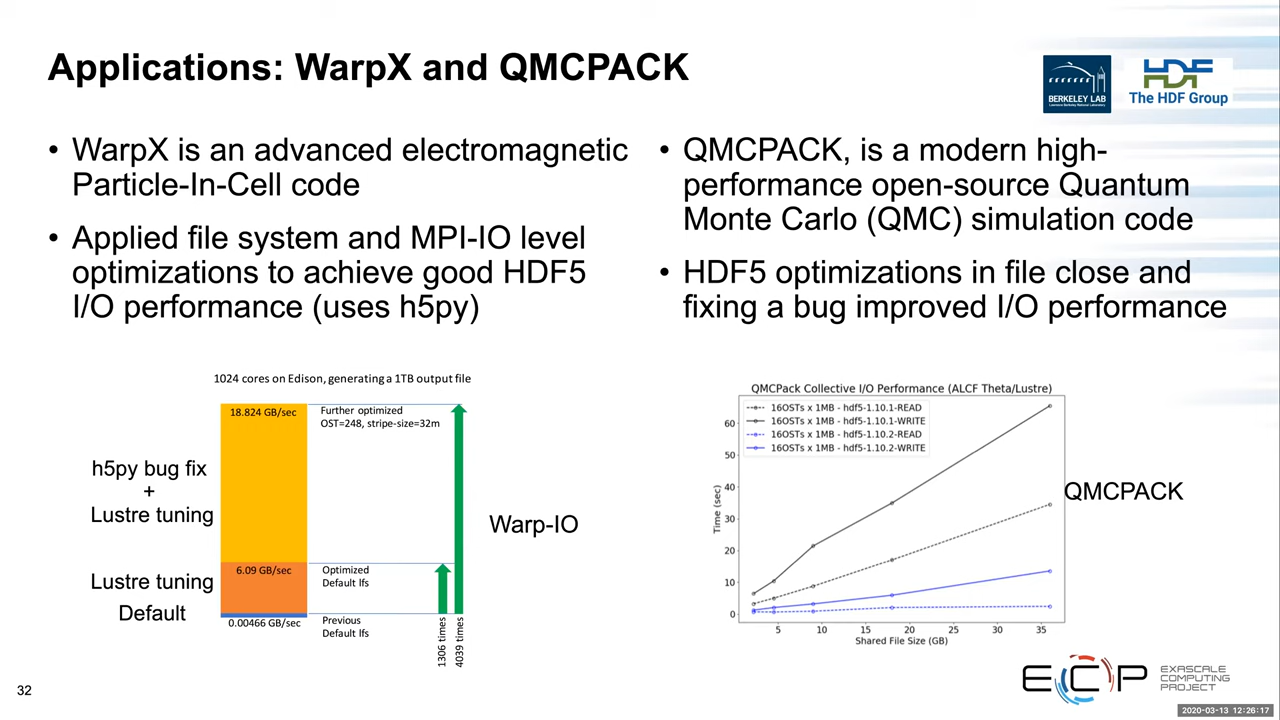 Applications: WarpX and QMCPACK
BERKELEY LAB
Lawrence Berkeley National Laboratory
HDF
The HDF Group
• WarpX is an advanced electromagnetic
Particle-In-Cell code
• Applied file system and MPI-IO level
optimizations to achieve good HDF5
I/O performance (uses h5py)
• QMCPACK, is a modern high-
performance open-source Quantum
Monte Carlo (QMC) simulation code
• HDF5 optimizations in file close and
fixing a bug improved I/O performance
1024 cores on Edison, generating a 1TB output file
18.824 GB/sec
Further optimized
OST=248, stripe-size=32m
h5py bug fix
+
Lustre tuning
Warp-IO
6.09 GB/sec
Optimized
Default lfs
Lustre tuning
Default
0.00466 GB/sec
Previous
Default lfs
1306 times
4039 times
QMCPack Collective I/O Performance (ALCF Theta/Lustre)
16OSTs x 1MB - hdf5-1.10.1-READ
16OSTs x 1MB - hdf5-1.10.1-WRITE
16OSTs x 1MB - hdf5-1.10.2-READ
16OSTs x 1MB - hdf5-1.10.2-WRITE
Time (sec)
60
50
40
30
20
10
0
5 10 15 20 25 30 35
Shared File Size (GB)
QMCPACK
ECP
EXASCALE
COMPUTING
PROJECT
32
2020-03-13 12:26:17